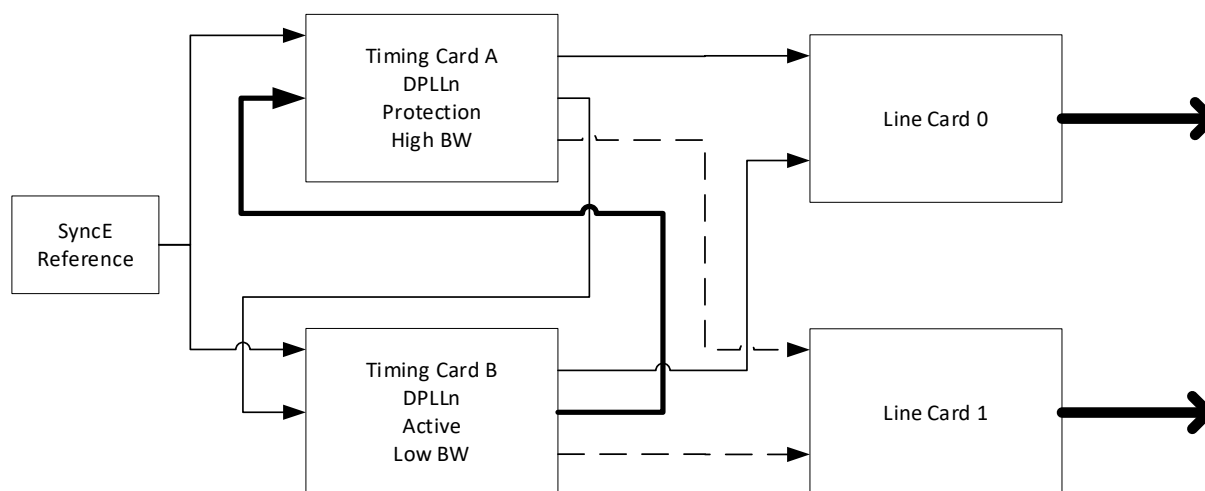 Timing Card A
DPLLn
Protection
High BW
Line Card 0
SyncE
Reference
Timing Card B
DPLLn
Active
Low BW
Line Card 1